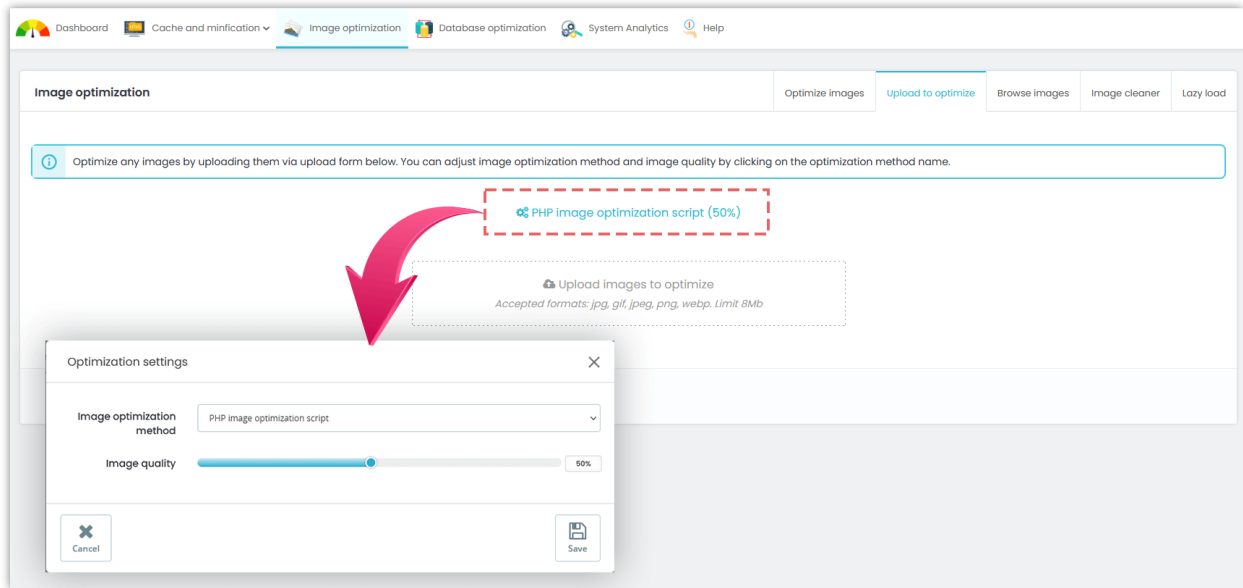 Dashboard Cache and minfication Image optimization Database optimization System Analytics Help
Image optimization Optimize images Upload to optimize Browse images Image cleaner Lazy load
Optimize any images by uploading them via upload form below. You can adjust image optimization method and image quality by clicking on the optimization method name.
PHP image optimization script (50%)
Upload images to optimize
Accepted formats: jpg, gif, jpeg, png, webp. Limit 8Mb
Optimization settings
Image optimization
method
PHP image optimization script
Image quality 50%
Cancel Save